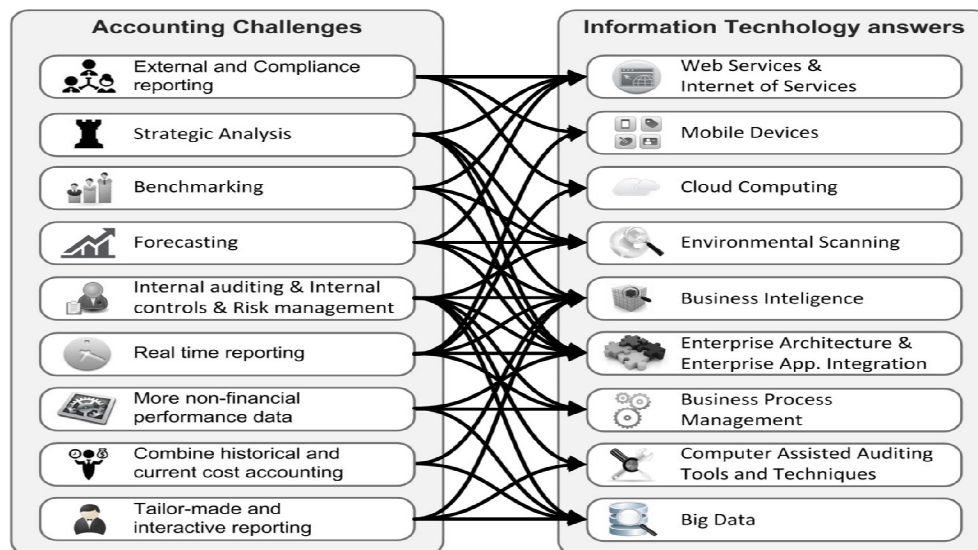 Accounting Challenges
External and Compliance
reporting
Strategic Analysis
Benchmarking
Forecasting
Internal auditing & Internal
controls & Risk management
Real time reporting
More non-financial
performance data
Combine historical and
current cost accounting
Tailor-made and
interactive reporting
Information Tecnhology answers
Web Services &
Internet of Services
Mobile Devices
Cloud Computing
Environmental Scanning
Business Inteligence
Enterprise Architecture &
Enterprise App. Integration
Business Process
Management
Computer Assisted Auditing
Tools and Techniques
Big Data